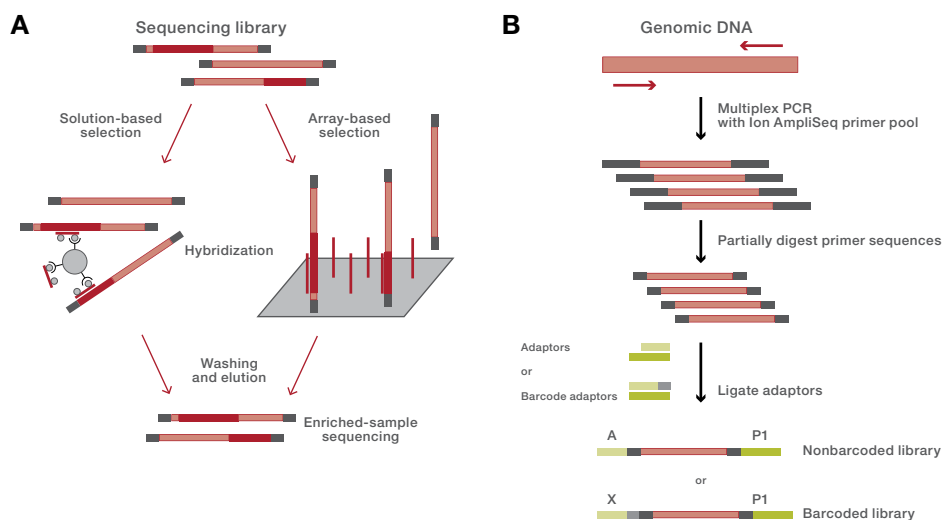 A
Sequencing library
Solution-based
selection
Array-based
selection
Hybridization
Washing
and elution
Enriched-sample
sequencing
B
Genomic DNA
Multiplex PCR
with Ion AmpliSeq primer pool
Partially digest primer sequences
Adaptors
or
Barcode adaptors
Ligate adaptors
A P1
Nonbarcoded library
or
X P1
Barcoded library